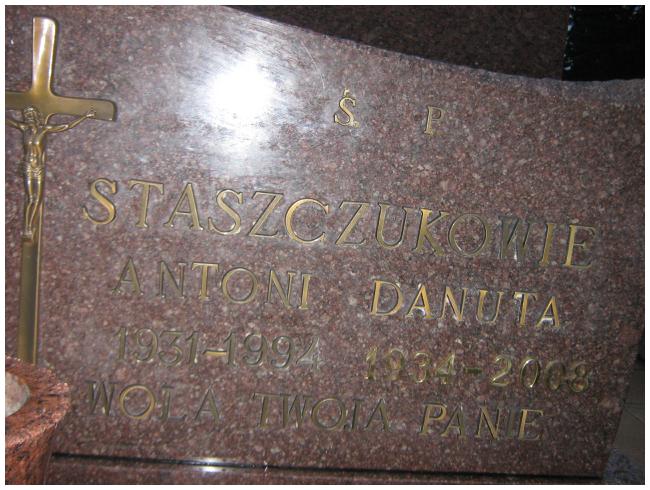 Ś. P
STASZCZUKOWIE
ANTONI DANUTA
1931-1994 1934-2008
WOLA TWOJA PANIE